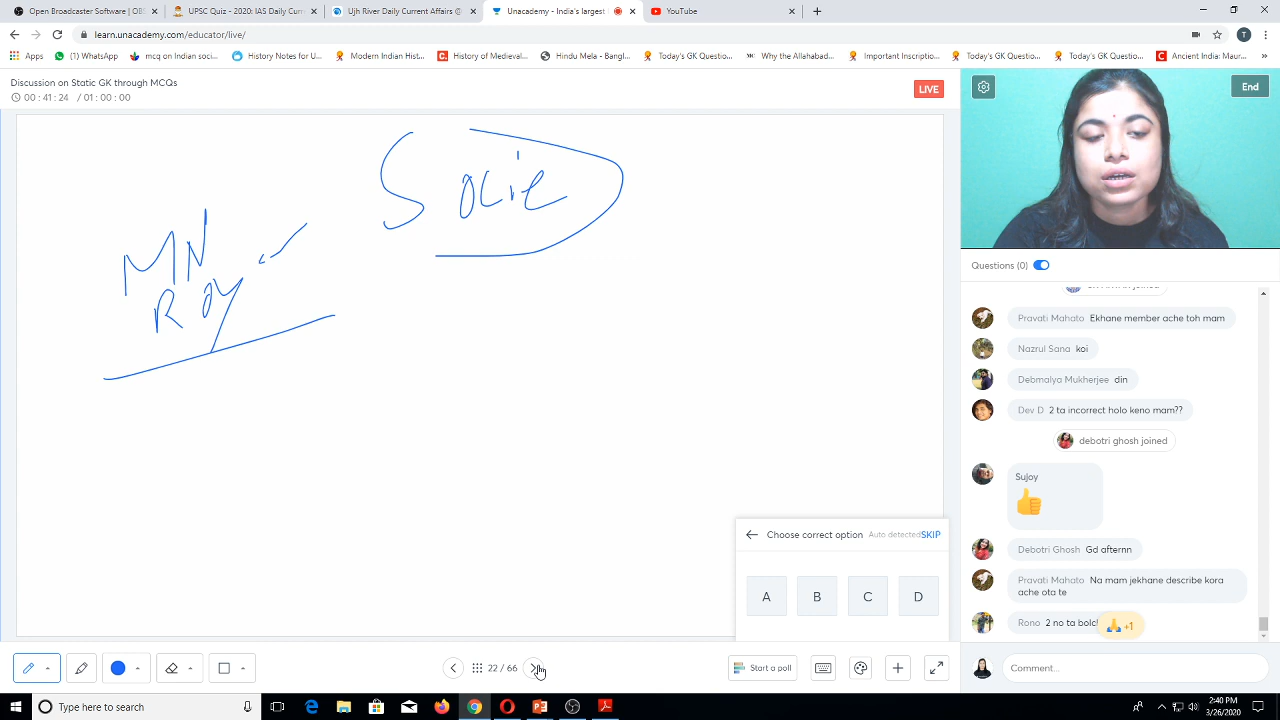 Open Broadcaster Software | OBS
UPSC Quiz - 2020: IAS Daily Curr
Ujh River Daily Current Affairs @
Unacademy - India's largest
YouTube
learn.unacademy.com/educator/live/
T
Apps
(1) WhatsApp
mcq on indian soci...
History Notes for U...
Modern Indian Hist...
History of Medieval...
Hindu Mela - Bangl...
Today's GK Questio...
Why the Allahabad...
Important Inscriptio...
Today's GK Questio...
Today's GK Questio...
Ancient India: Maur...
Discussion on Static GK through MCQs
00 : 41 : 24 / 01 : 00 : 00
LIVE
End
Socie
MN
Roy
Questions (0)
joined
Pravati Mahato Ekhane member ache toh mam
Nazrul Sana koi
Debmalya Mukherjee din
Dev D 2 ta incorrect holo keno mam??
debotri ghosh joined
Sujoy
Debotri Ghosh Gd afternn
Pravati Mahato Na mam jekhane describe kora
ache ota te
Rono 2 no ta bolc
+1
Choose correct option Auto detected SKIP
A B C D
22 / 66
Start a poll
Comment...
Type here to search
2:40 PM
3/26/2020